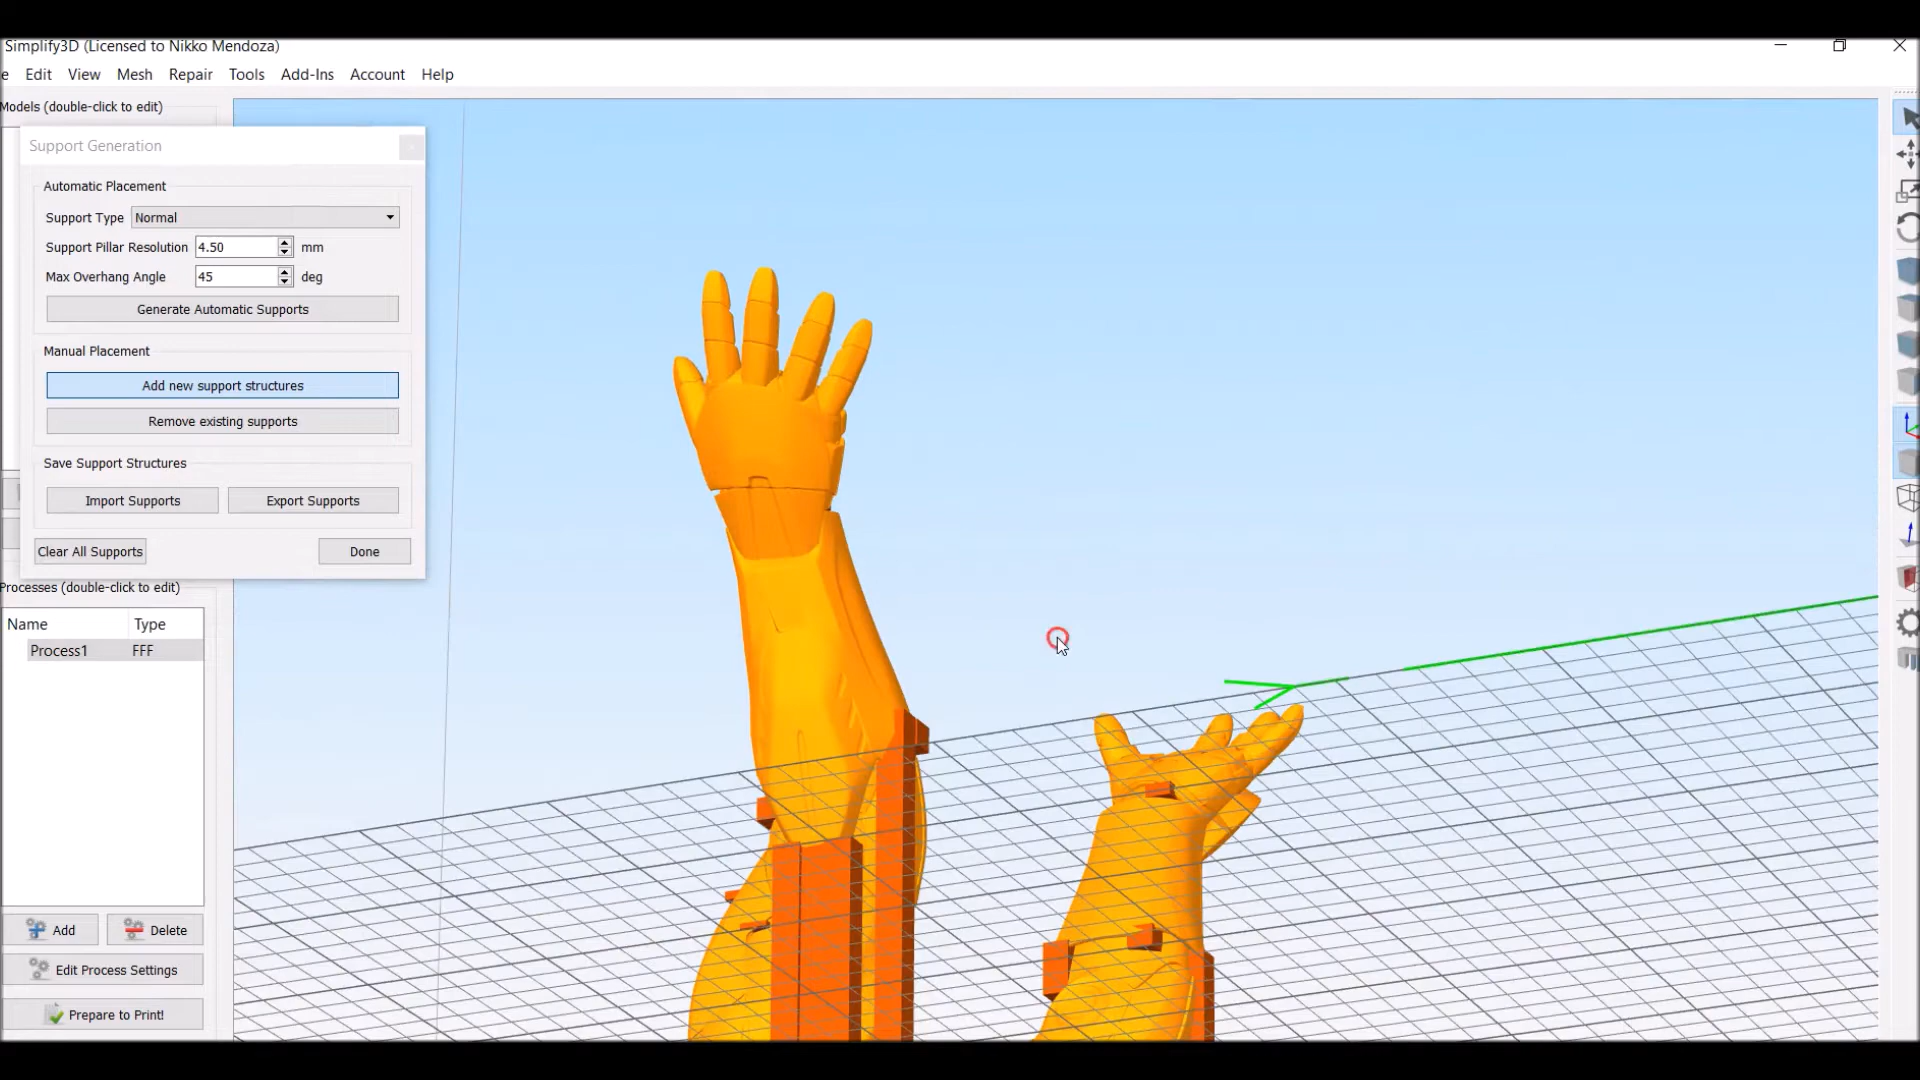 Simplify3D (Licensed to Nikko Mendoza)
e Edit View Mesh Repair Tools Add-Ins Account Help
Models (double-click to edit)
Support Generation
Automatic Placement
Support Type Normal
Support Pillar Resolution 4.50 mm
Max Overhang Angle 45 deg
Generate Automatic Supports
Manual Placement
Add new support structures
Remove existing supports
Save Support Structures
Import Supports Export Supports
Clear All Supports Done
Processes (double-click to edit)
Name Type
Process1 FFF
Add Delete
Edit Process Settings
Prepare to Print!